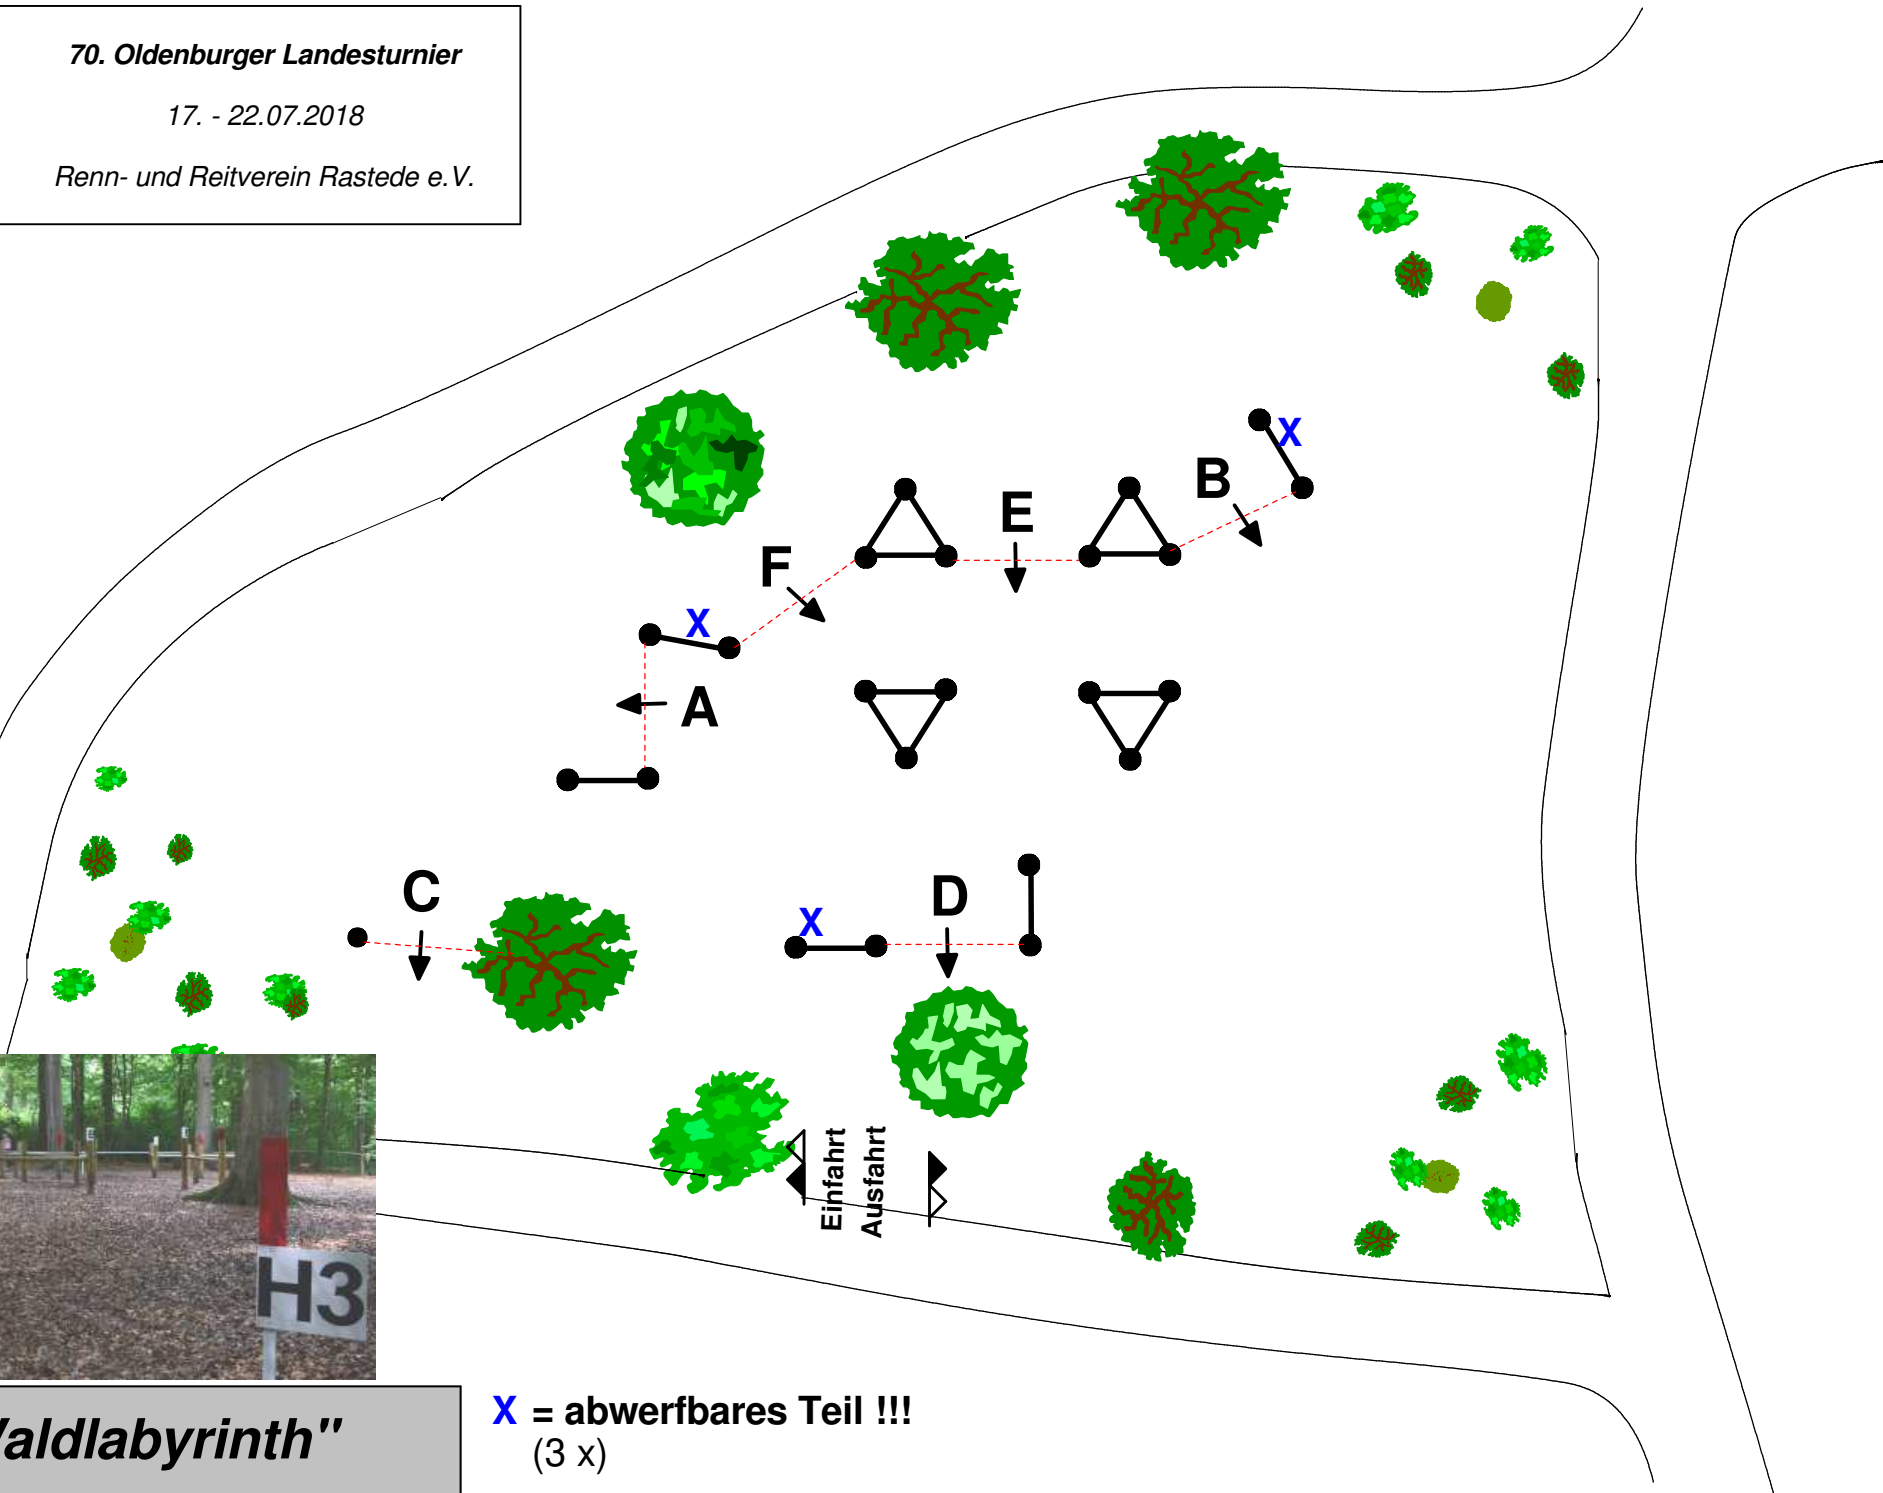 70. Oldenburger Landesturnier
17. - 22.07.2018
Renn- und Reitverein Rastede e.V.
X
B
E
F
X
A
C
D
X
Einfahrt
Ausfahrt
H3
aldlabyrinth"
X = abwerfbares Teil !!!
(3 x)